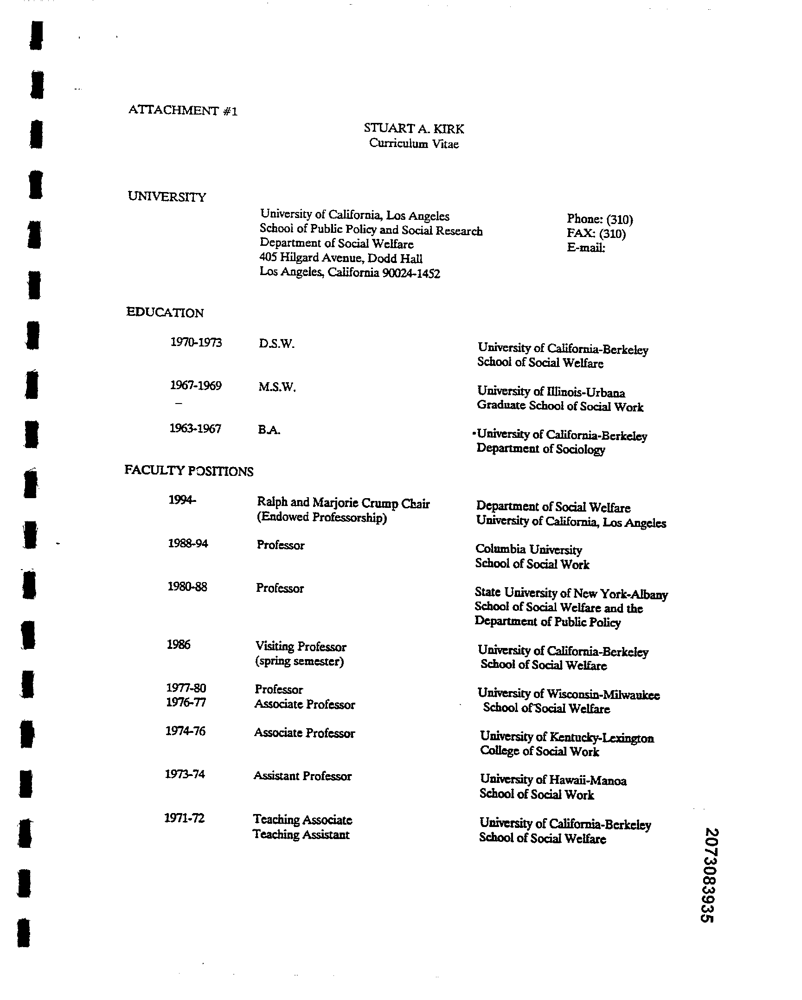 ATTACHMENT #1
STUART A. KIRK
Curriculum Vitae
UNIVERSITY
University of California, Los Angeles
School of Public Policy and Social Research
Department of Social Welfare
405 Hilgard Avenue, Dodd Hall
Los Angeles, California 90024-1452
Phone: (310)
FAX: (310)
E-mail:
EDUCATION
1970-1973 D.S.W. University of California-Berkeley
School of Social Welfare
1967-1969 M.S.W. University of Illinois-Urbana
Graduate School of Social Work
1963-1967 B.A. University of California-Berkeley
Department of Sociology
FACULTY POSITIONS
1994- Ralph and Marjorie Crump Chair Department of Social Welfare
(Endowed Professorship) University of California, Los Angeles
1988-94 Professor Columbia University
School of Social Work
1980-88 Professor State University of New York-Albany
School of Social Welfare and the
Department of Public Policy
1986 Visiting Professor University of California-Berkeley
(spring semester) School of Social Welfare
1977-80 Professor University of Wisconsin-Milwaukee
1976-77 Associate Professor School of Social Welfare
1974-76 Associate Professor University of Kentucky-Lexington
College of Social Work
1973-74 Assistant Professor University of Hawaii-Manoa
School of Social Work
1971-72 Teaching Associate University of California-Berkeley
Teaching Assistant School of Social Welfare
2073083935